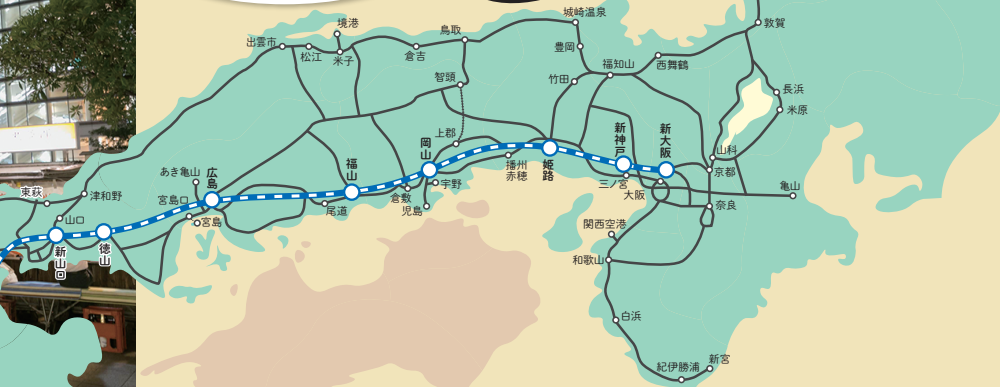 城崎温泉
境港
敦賀
鳥取
出雲市
松江
米子
倉吉
豊岡
福知山
西舞鶴
智頭
竹田
長浜
米原
上郡
新神戸
新大阪
岡山
姫路
山科
京都
播州
赤穂
福山
広島
あき亀山
宮島口
宮島
三ノ宮
大阪
亀山
宇野
倉敷
児島
尾道
奈良
東萩
津和野
山口
新山口
徳山
関西空港
和歌山
白浜
新宮
紀伊勝浦